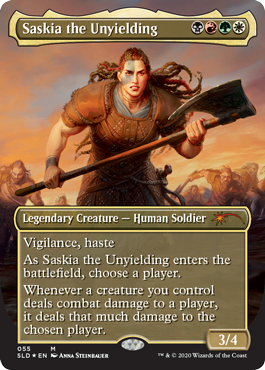 Saskia the Unyielding
Legendary Creature — Human Soldier
Vigilance, haste
As Saskia the Unyielding enters the
battlefield, choose a player.
Whenever a creature you control
deals combat damage to a player,
it deals that much damage to the
chosen player.
3/4
055 M
SLD ★ EN Anna Steinbauer
™ & © 2020 Wizards of the Coast